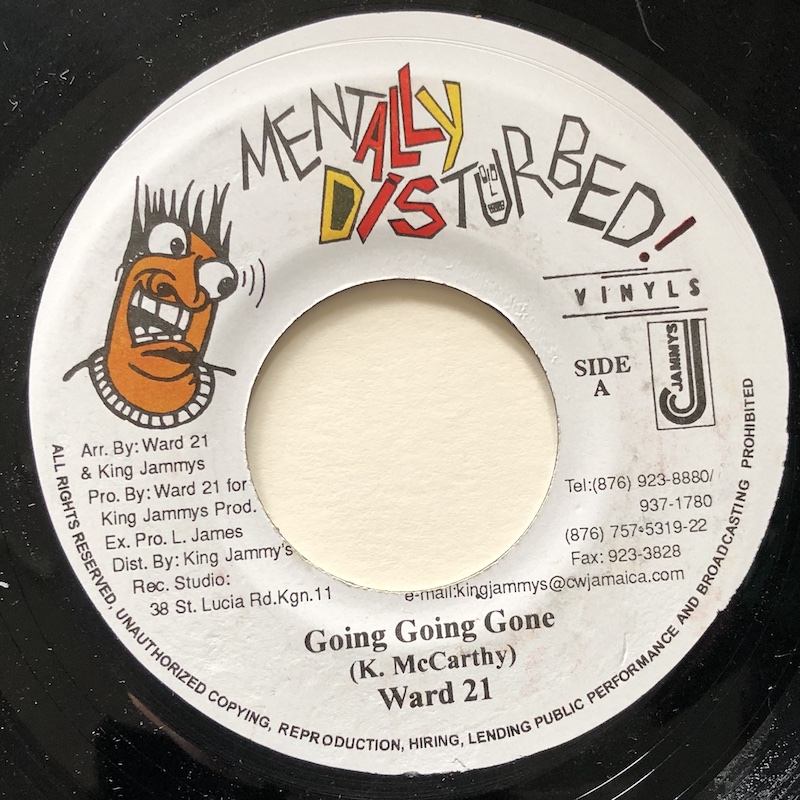 MENTALLY
DISTURBED!
VINYLS
SIDE
A
JAMMYS
Arr. By: Ward 21
& King Jammys
Pro. By: Ward 21 for
King Jammys Prod.
Ex. Pro. L. James
Dist. By: King Jammy's
Rec. Studio:
38 St. Lucia Rd.Kgn.11
Tel:(876) 923-8880/
937-1780
(876) 757-5319-22
Fax: 923-3828
e-mail:kingjammys@cwjamaica.com
Going Going Gone
(K. McCarthy)
Ward 21
ALL RIGHTS RESERVED, UNAUTHORIZED COPYING, REPRODUCTION, HIRING, LENDING PUBLIC PERFORMANCE AND BROADCASTING PROHIBITED